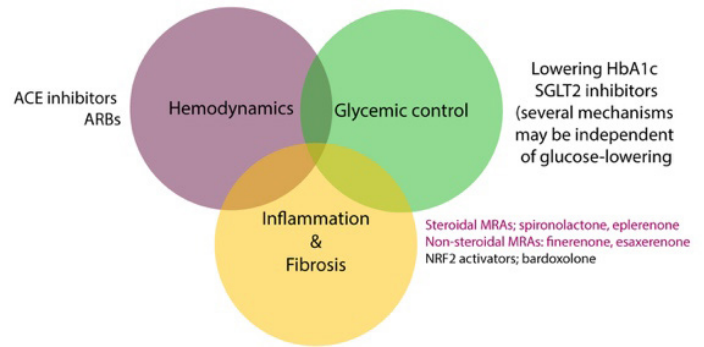 ACE inhibitors
ARBs
Hemodynamics
Glycemic control
Lowering HbA1c
SGLT2 inhibitors
(several mechanisms
may be independent
of glucose-lowering
Inflammation
&
Fibrosis
Steroidal MRAs; spironolactone, eplerenone
Non-steroidal MRAs: finerenone, esaxerenone
NRF2 activators; bardoxolone